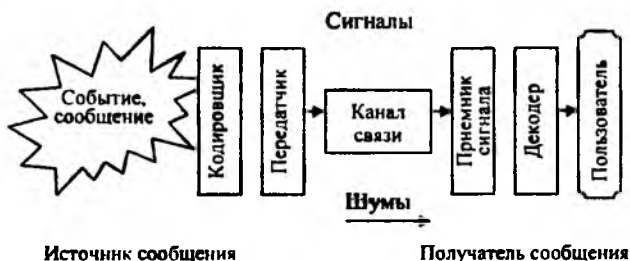 Сигналы
Событие,
сообщение
Кодировщик
Передатчик
Канал
связи
Приемник
сигнала
Декодер
Пользователь
Шумы
Источник сообщения
Получатель сообщения